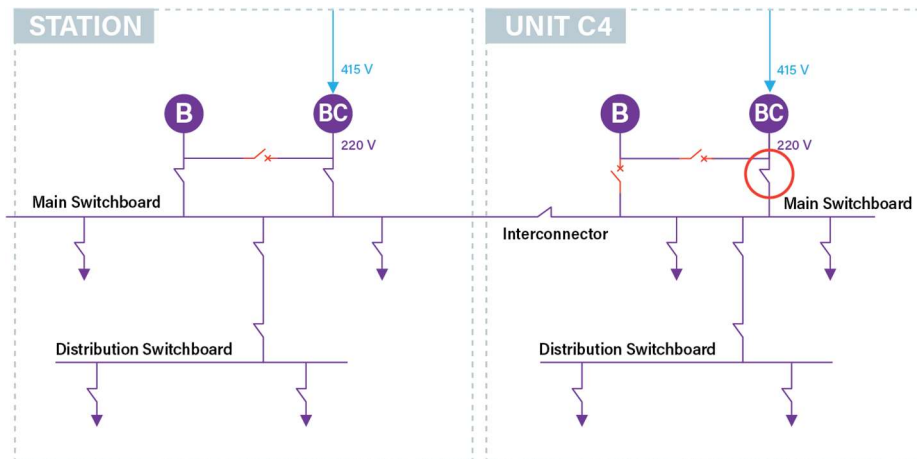 STATION
UNIT C4
415 V
415 V
B
BC
B
BC
220 V
220 V
Main Switchboard
Main Switchboard
Interconnector
Distribution Switchboard
Distribution Switchboard